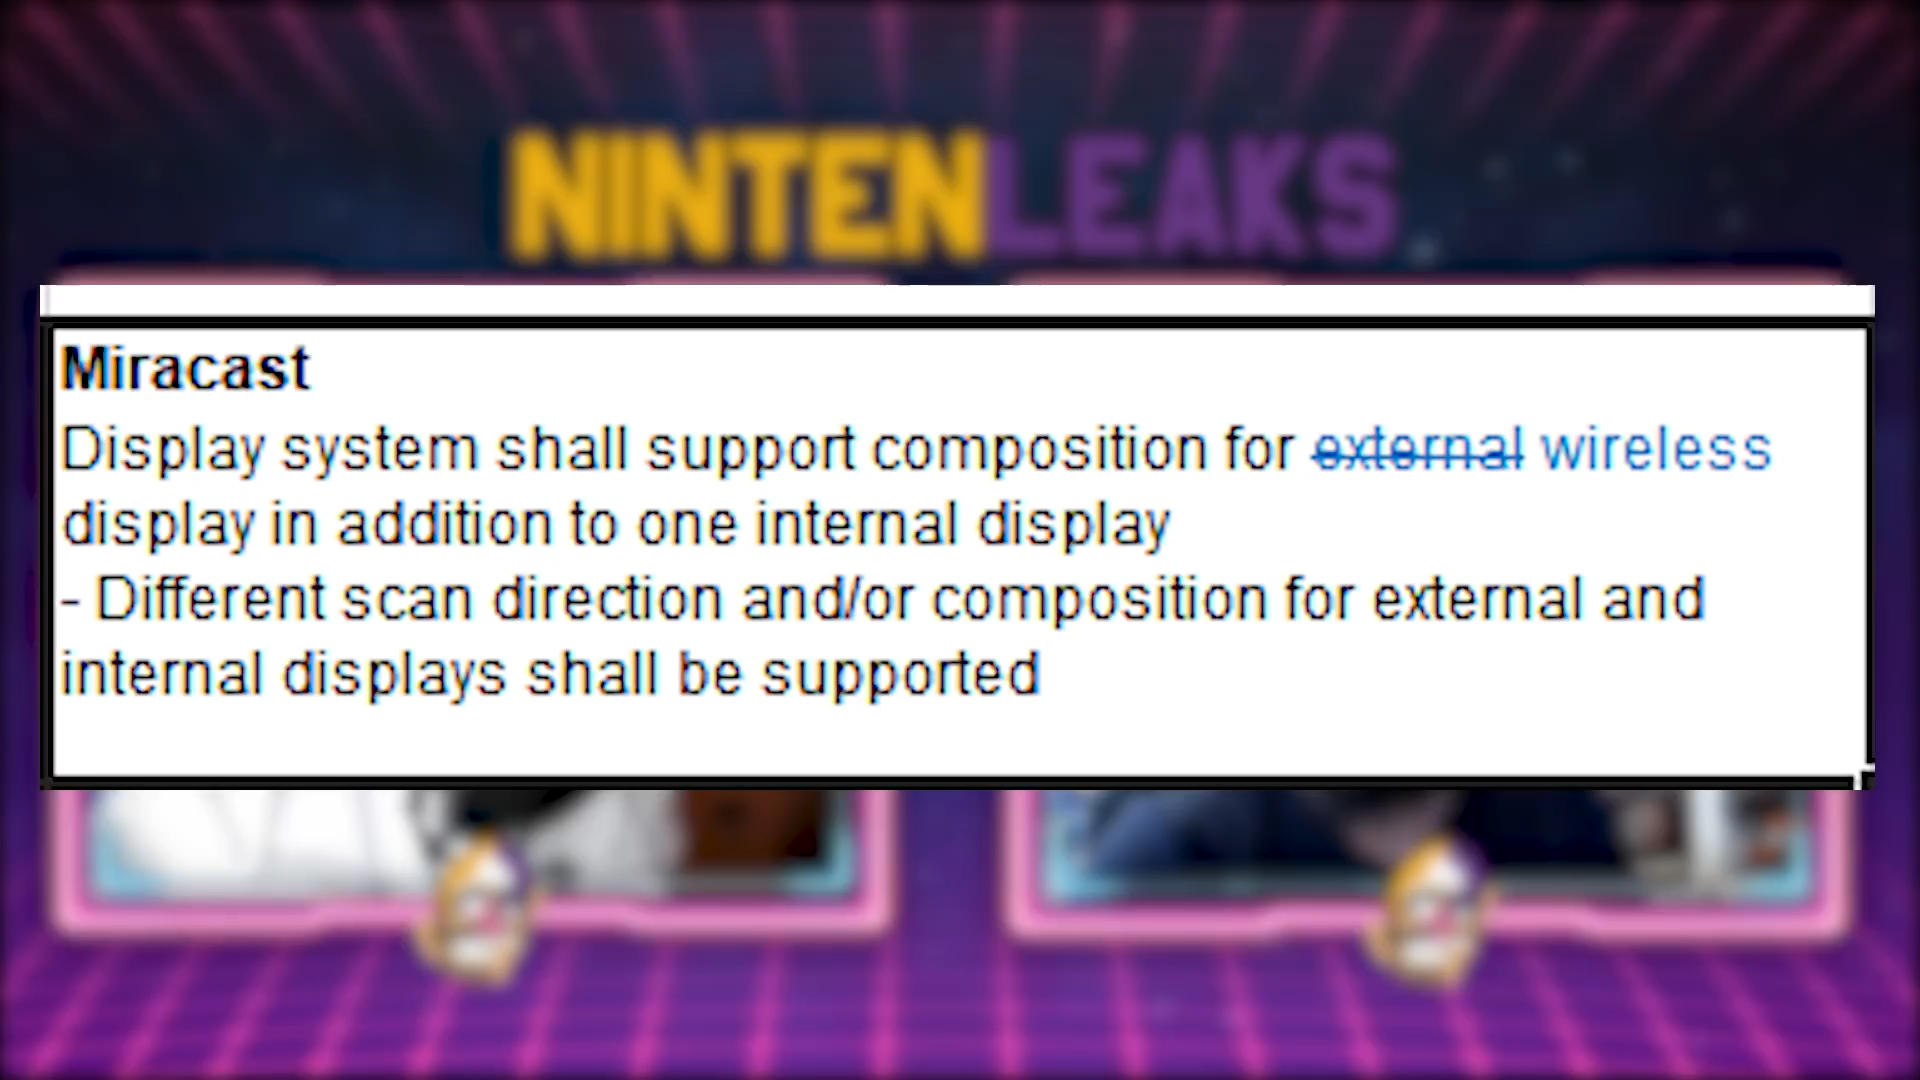 NINTENLEAKS
Miracast
Display system shall support composition for external wireless
display in addition to one internal display
- Different scan direction and/or composition for external and
internal displays shall be supported